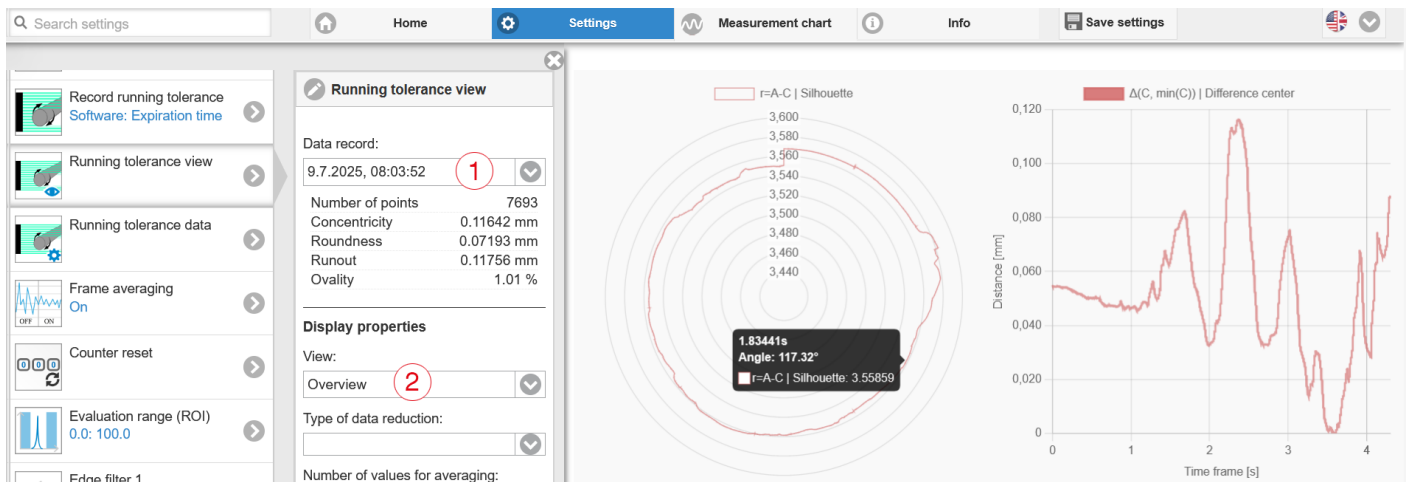 Search settings
Home
Settings
Measurement chart
Info
Save settings
Record running tolerance
Software: Expiration time
Running tolerance view
Running tolerance data
Frame averaging
On
OFF ON
Counter reset
0 0 0
Evaluation range (ROI)
0.0: 100.0
Edge filter 1
Running tolerance view
Data record:
9.7.2025, 08:03:52
1
Number of points 7693
Concentricity 0.11642 mm
Roundness 0.07193 mm
Runout 0.11756 mm
Ovality 1.01 %
Display properties
View:
Overview
2
Type of data reduction:
Number of values for averaging:
r=A-C | Silhouette
3,600
3,580
3,560
3,540
3,520
3,500
3,480
3,460
3,440
1.83441s
Angle: 117.32°
r=A-C | Silhouette: 3.55859
Δ(C, min(C)) | Difference center
0,120
0,100
0,080
0,060
0,040
0,020
0
Distance [mm]
0 1 2 3 4
Time frame [s]